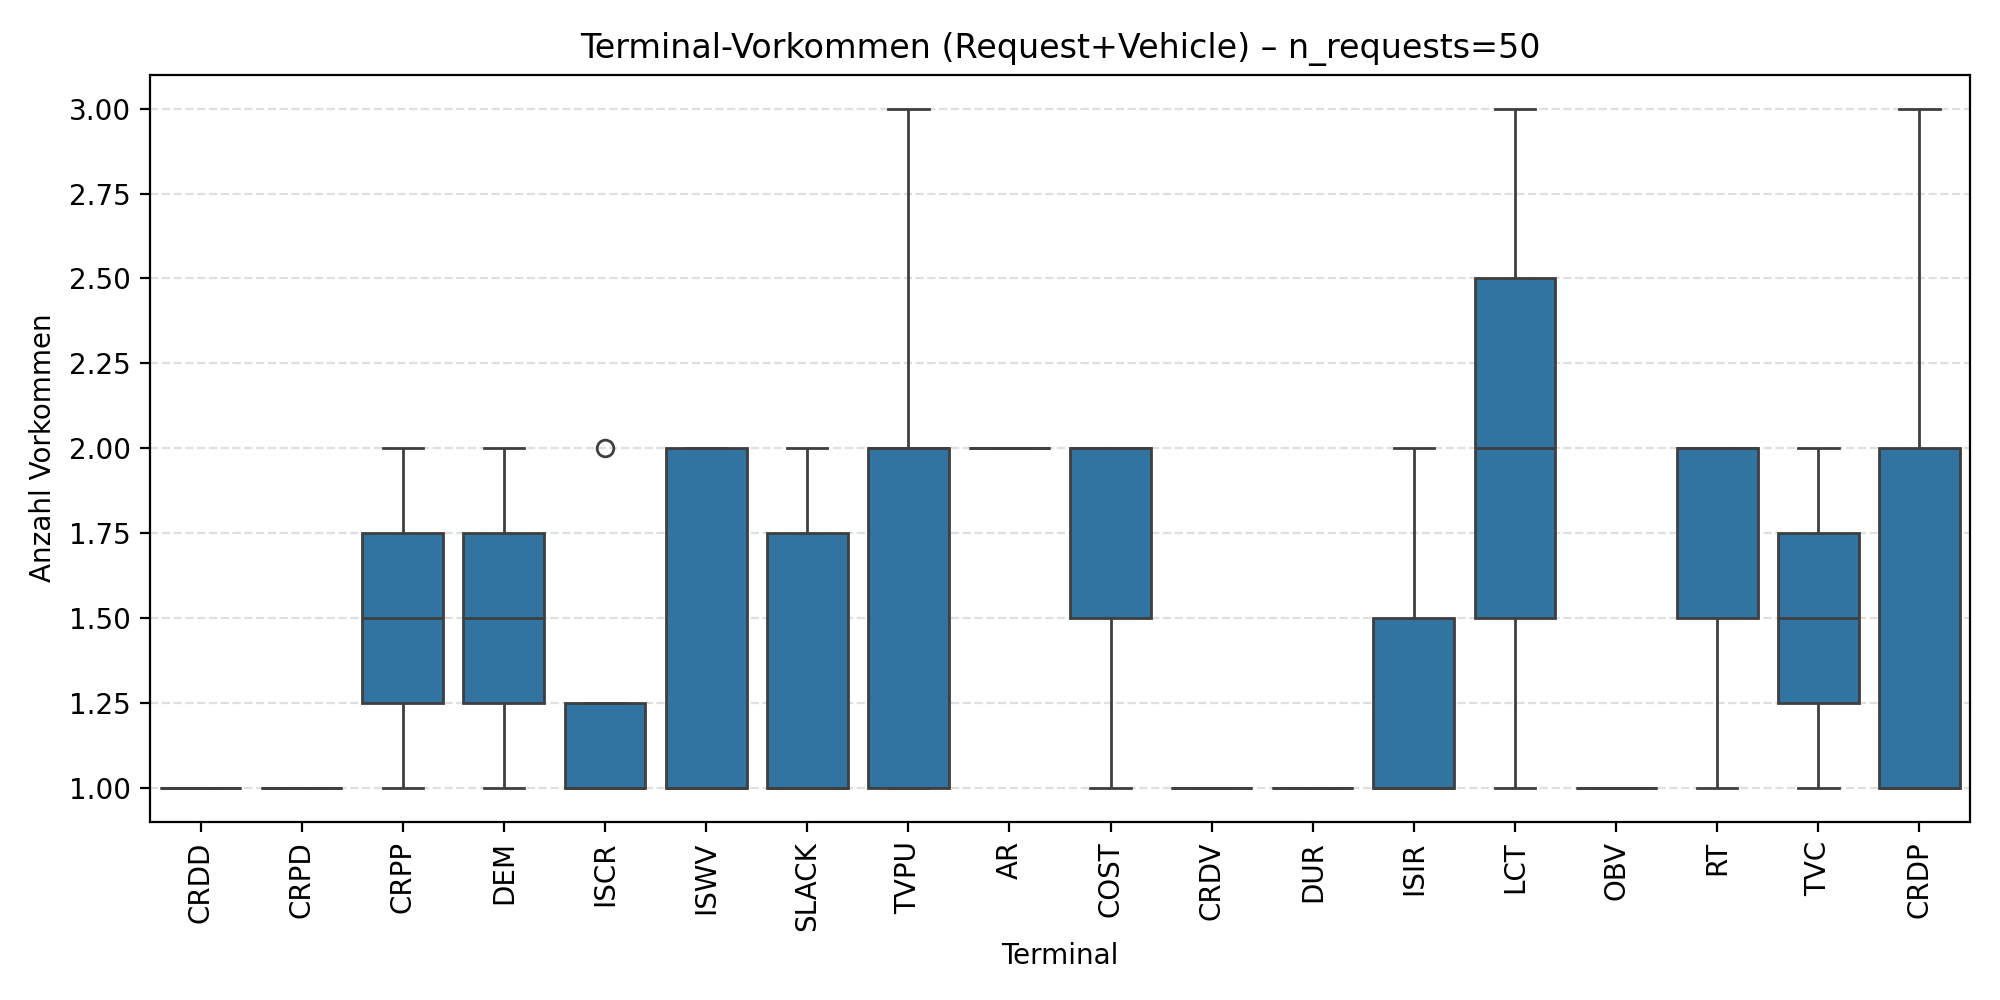 Terminal-Vorkommen (Request+Vehicle) – n_requests=50
Anzahl Vorkommen
3.00
2.75
2.50
2.25
2.00
1.75
1.50
1.25
1.00
CRDD
CRPD
CRPP
DEM
ISCR
ISWV
SLACK
TVPU
AR
COST
CRDV
DUR
ISIR
LCT
OBV
RT
TVC
CRDP
Terminal